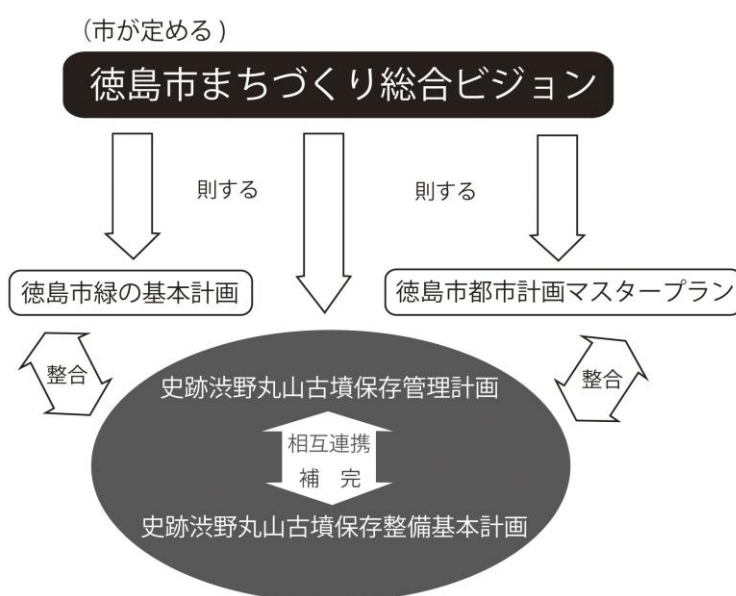 （市が定める)
徳島市まちづくり総合ビジョン
則する
則する
徳島市緑の基本計画
徳島市都市計画マスタープラン
整合
整合
史跡渋野丸山古墳保存管理計画
相互連携
補　完
史跡渋野丸山古墳保存整備基本計画